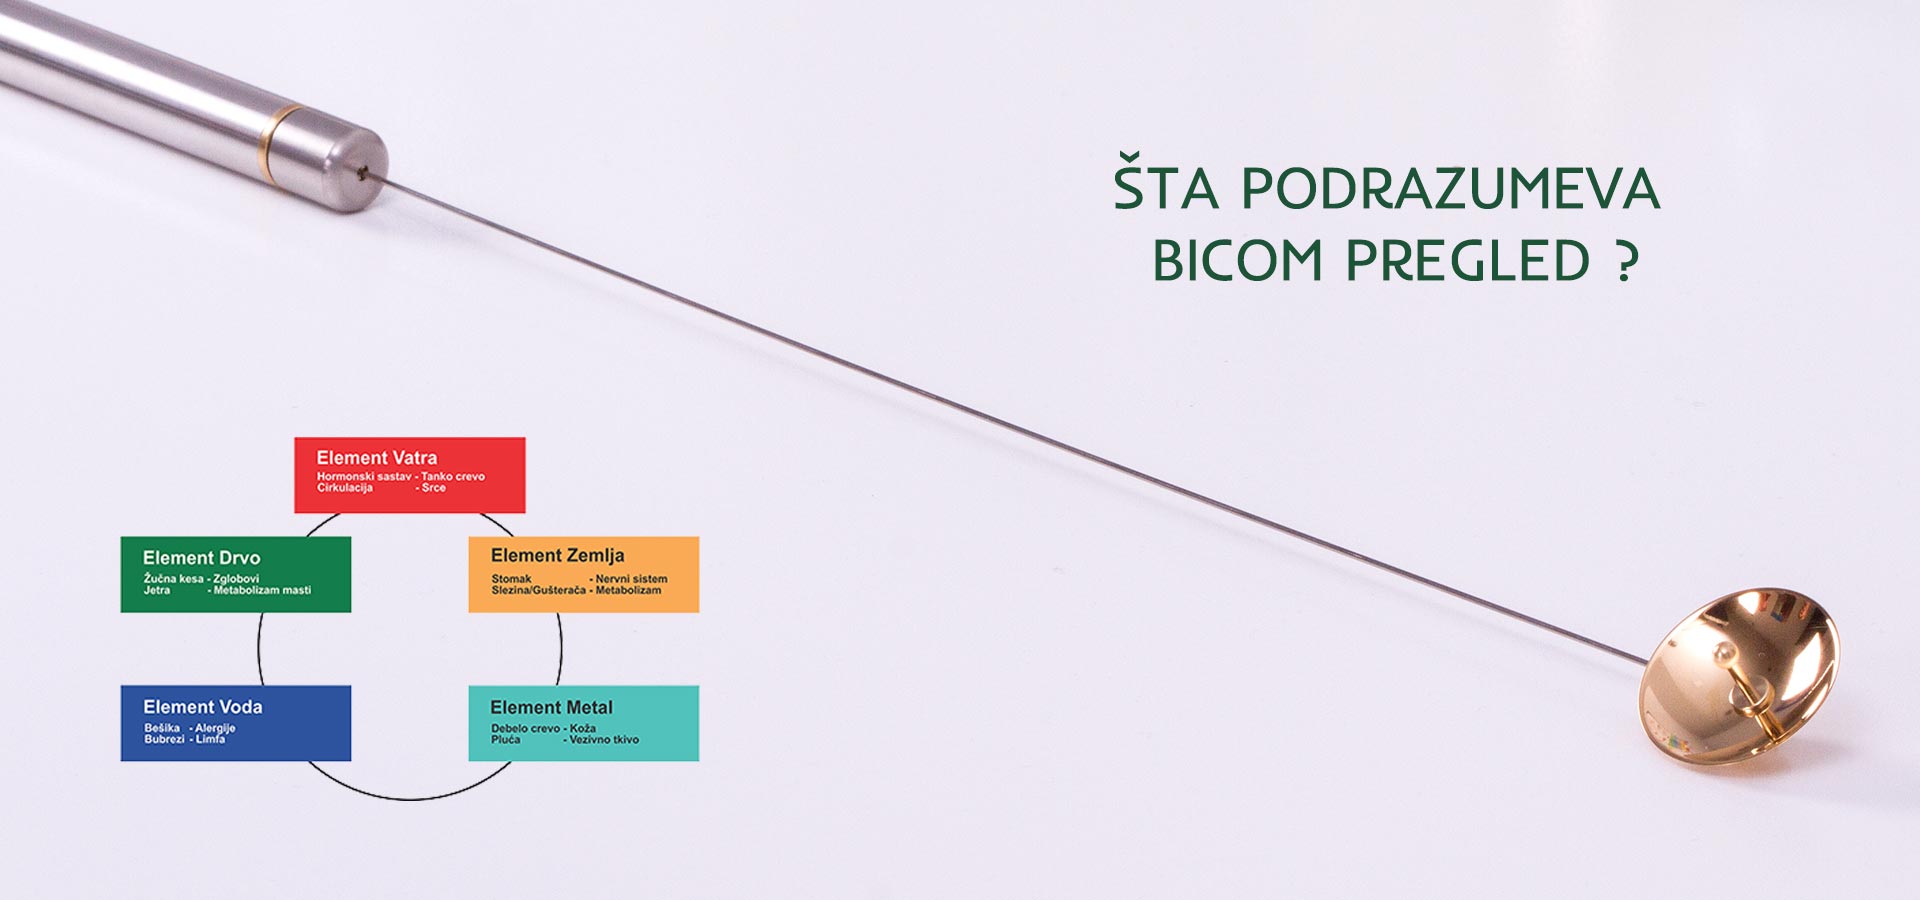 ŠTA PODRAZUMEVA
BICOM PREGLED ?
Element Vatra
Hormonski sastav - Tanko crevo
Cirkulacija - Srce
Element Drvo
Žučna kesa - Zglobovi
Jetra - Metabolizam masti
Element Zemlja
Stomak - Nervni sistem
Slezina/Gušterača - Metabolizam
Element Voda
Bešika - Alergije
Bubrezi - Limfa
Element Metal
Debelo crevo - Koža
Pluća - Vezivno tkivo